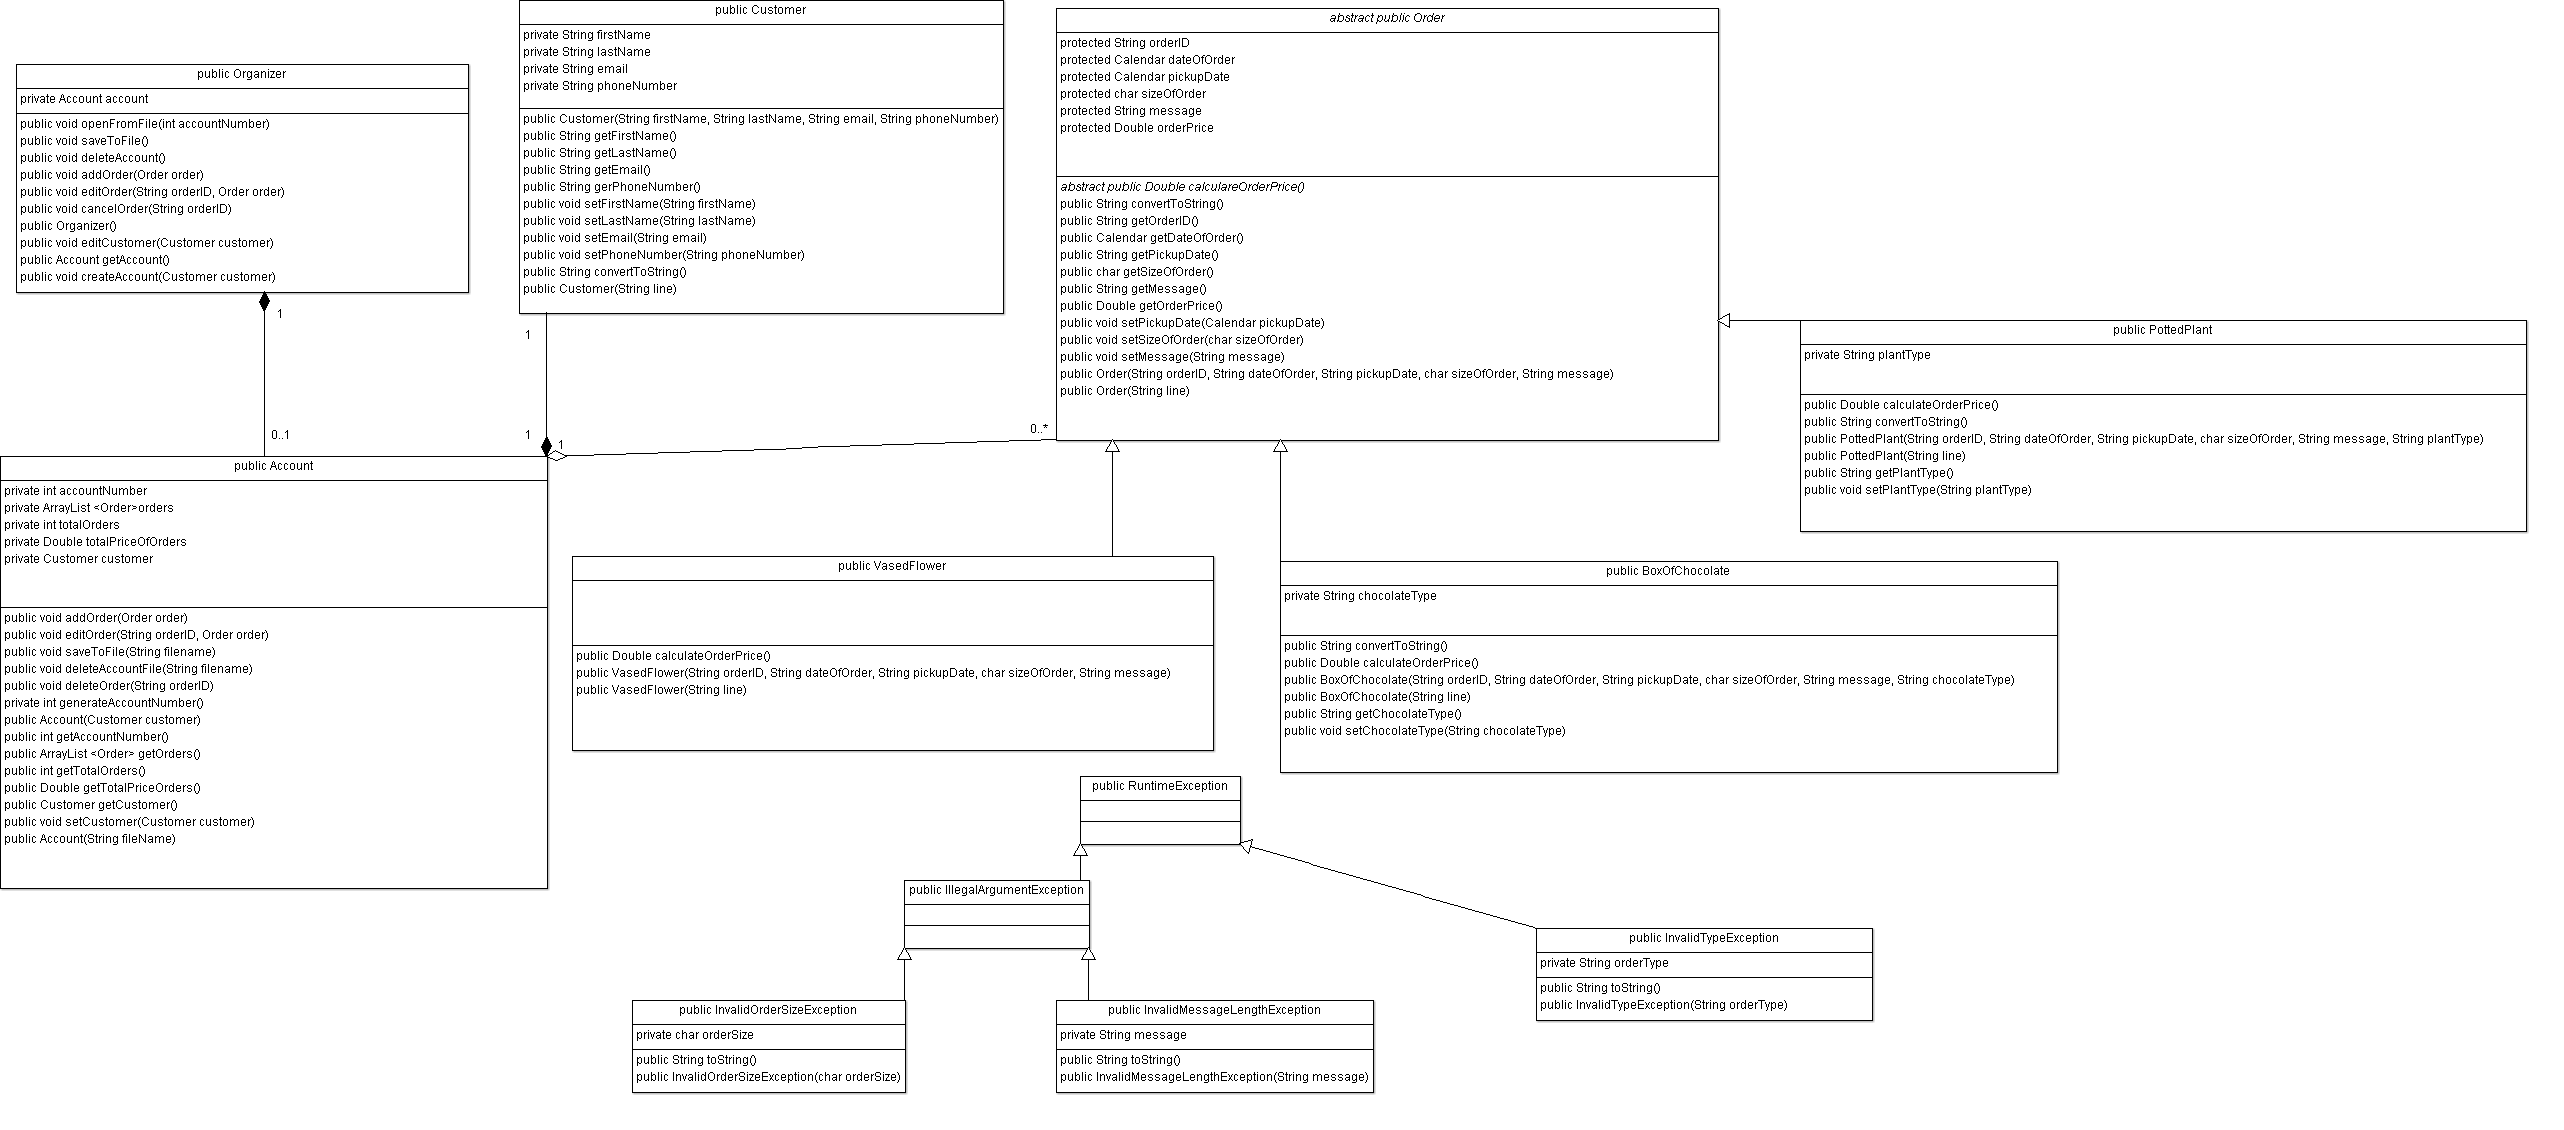 public Organizer
private Account account
public void openFromFile(int accountNumber)
public void saveToFile()
public void deleteAccount()
public void addOrder(Order order)
public void editOrder(String orderID, Order order)
public void cancelOrder(String orderID)
public Organizer()
public void editCustomer(Customer customer)
public Account getAccount()
public void createAccount(Customer customer)
1
0..1
public Customer
private String firstName
private String lastName
private String email
private String phoneNumber
public Customer(String firstName, String lastName, String email, String phoneNumber)
public String getFirstName()
public String getLastName()
public String getEmail()
public String gerPhoneNumber()
public void setFirstName(String firstName)
public void setLastName(String lastName)
public void setEmail(String email)
public void setPhoneNumber(String phoneNumber)
public String convertToString()
public Customer(String line)
1
1
1
0..*
abstract public Order
protected String orderID
protected Calendar dateOfOrder
protected Calendar pickupDate
protected char sizeOfOrder
protected String message
protected Double orderPrice
abstract public Double calculareOrderPrice()
public String convertToString()
public String getOrderID()
public Calendar getDateOfOrder()
public String getPickupDate()
public char getSizeOfOrder()
public String getMessage()
public Double getOrderPrice()
public void setPickupDate(Calendar pickupDate)
public void setSizeOfOrder(char sizeOfOrder)
public void setMessage(String message)
public Order(String orderID, String dateOfOrder, String pickupDate, char sizeOfOrder, String message)
public Order(String line)
public PottedPlant
private String plantType
public Double calculateOrderPrice()
public String convertToString()
public PottedPlant(String orderID, String dateOfOrder, String pickupDate, char sizeOfOrder, String message, String plantType)
public PottedPlant(String line)
public String getPlantType()
public void setPlantType(String plantType)
public Account
private int accountNumber
private ArrayList <Order>orders
private int totalOrders
private Double totalPriceOfOrders
private Customer customer
public void addOrder(Order order)
public void editOrder(String orderID, Order order)
public void saveToFile(String filename)
public void deleteAccountFile(String filename)
public void deleteOrder(String orderID)
private int generateAccountNumber()
public Account(Customer customer)
public int getAccountNumber()
public ArrayList <Order> getOrders()
public int getTotalOrders()
public Double getTotalPriceOrders()
public Customer getCustomer()
public void setCustomer(Customer customer)
public Account(String fileName)
public VasedFlower
public Double calculateOrderPrice()
public VasedFlower(String orderID, String dateOfOrder, String pickupDate, char sizeOfOrder, String message)
public VasedFlower(String line)
public BoxOfChocolate
private String chocolateType
public String convertToString()
public Double calculateOrderPrice()
public BoxOfChocolate(String orderID, String dateOfOrder, String pickupDate, char sizeOfOrder, String message, String chocolateType)
public BoxOfChocolate(String line)
public String getChocolateType()
public void setChocolateType(String chocolateType)
public RuntimeException
public IllegalArgumentException
public InvalidTypeException
private String orderType
public String toString()
public InvalidTypeException(String orderType)
public InvalidOrderSizeException
private char orderSize
public String toString()
public InvalidOrderSizeException(char orderSize)
public InvalidMessageLengthException
private String message
public String toString()
public InvalidMessageLengthException(String message)